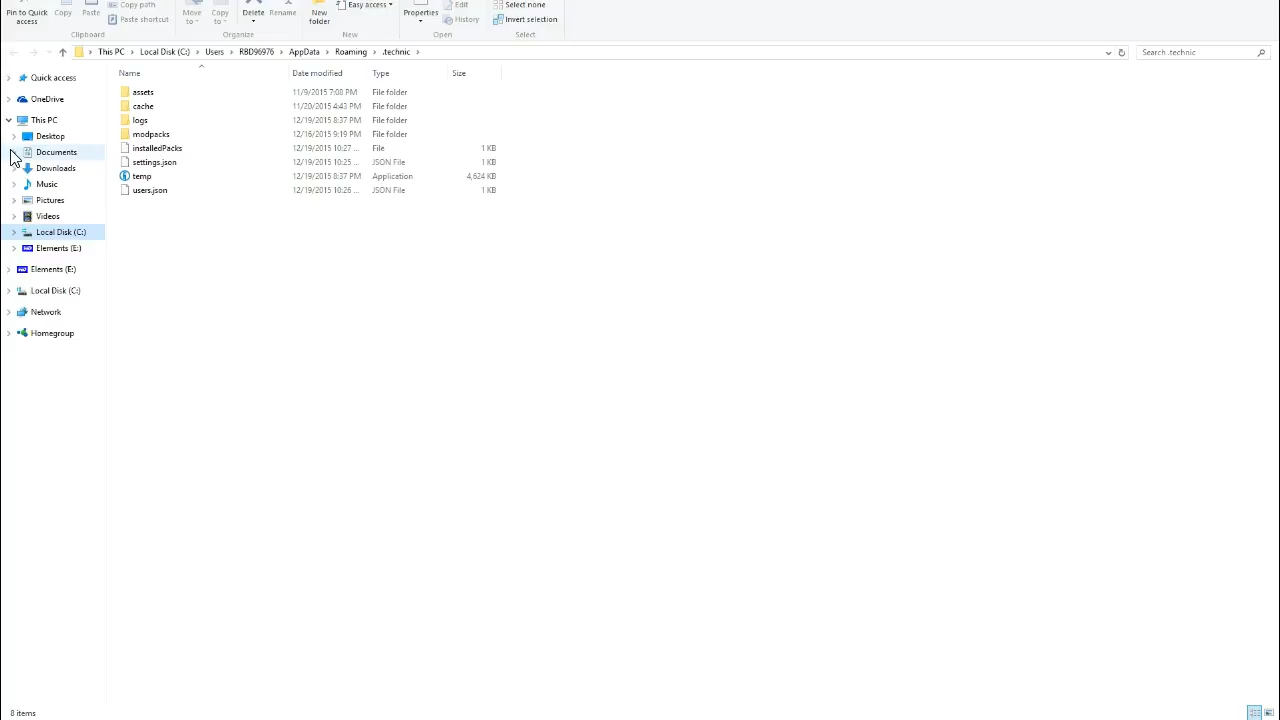 Pin to Quick access
Copy
Paste
Copy path
Paste shortcut
Clipboard
Move to
Copy to
Delete
Rename
Organize
New folder
Easy access
New
Properties
Edit
History
Open
Select none
Invert selection
Select
This PC > Local Disk (C:) > Users > RBD96976 > AppData > Roaming > .technic >
Search .technic
Quick access
OneDrive
This PC
Desktop
Documents
Downloads
Music
Pictures
Videos
Local Disk (C:)
Elements (E:)
Elements (E:)
Local Disk (C:)
Network
Homegroup
Name Date modified Type Size
assets 11/9/2015 7:08 PM File folder
cache 11/20/2015 4:43 PM File folder
logs 12/19/2015 8:37 PM File folder
modpacks 12/16/2015 9:19 PM File folder
installedPacks 12/19/2015 10:27 ... File 1 KB
settings.json 12/19/2015 10:25 ... JSON File 1 KB
temp 12/19/2015 8:37 PM Application 4,624 KB
users.json 12/19/2015 10:26 ... JSON File 1 KB
8 items